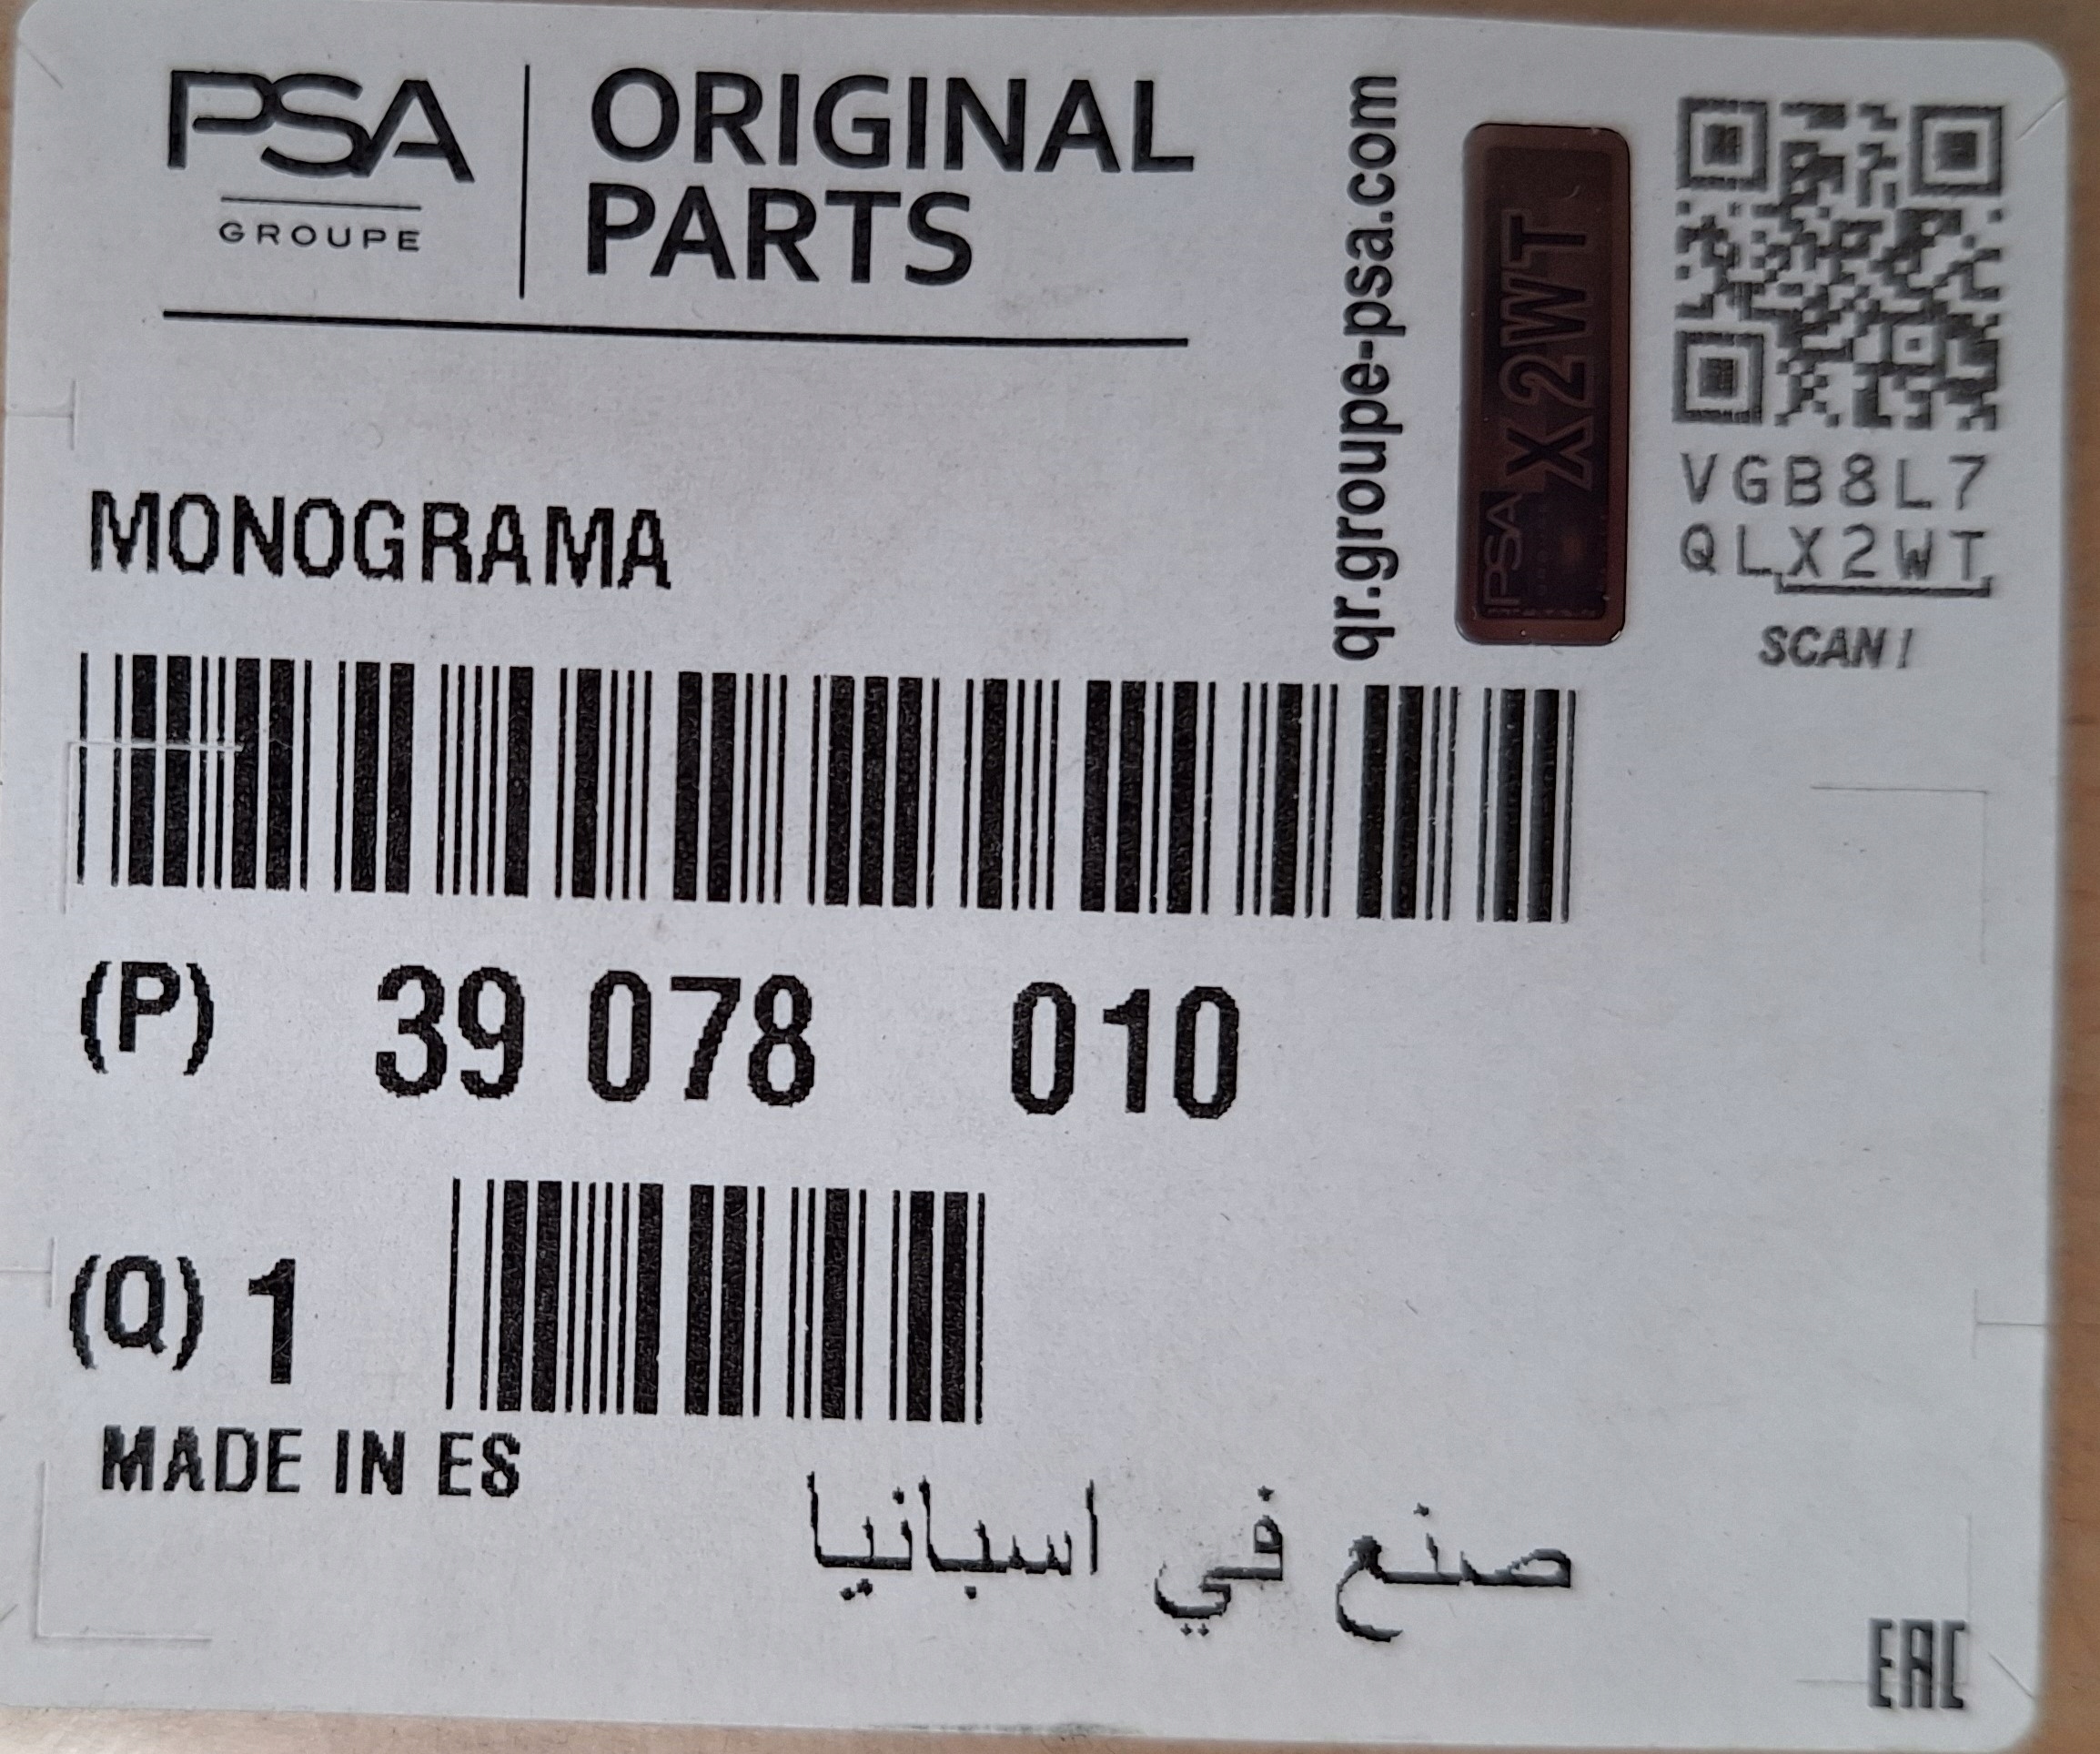 PSA
GROUPE
ORIGINAL
PARTS
qr.groupe-psa.com
PSA X2WT
VGB8L7
QLX2WT
SCAN!
MONOGRAMA
(P) 39 078 010
(Q) 1
MADE IN ES
صنع في اسبانيا
EAC